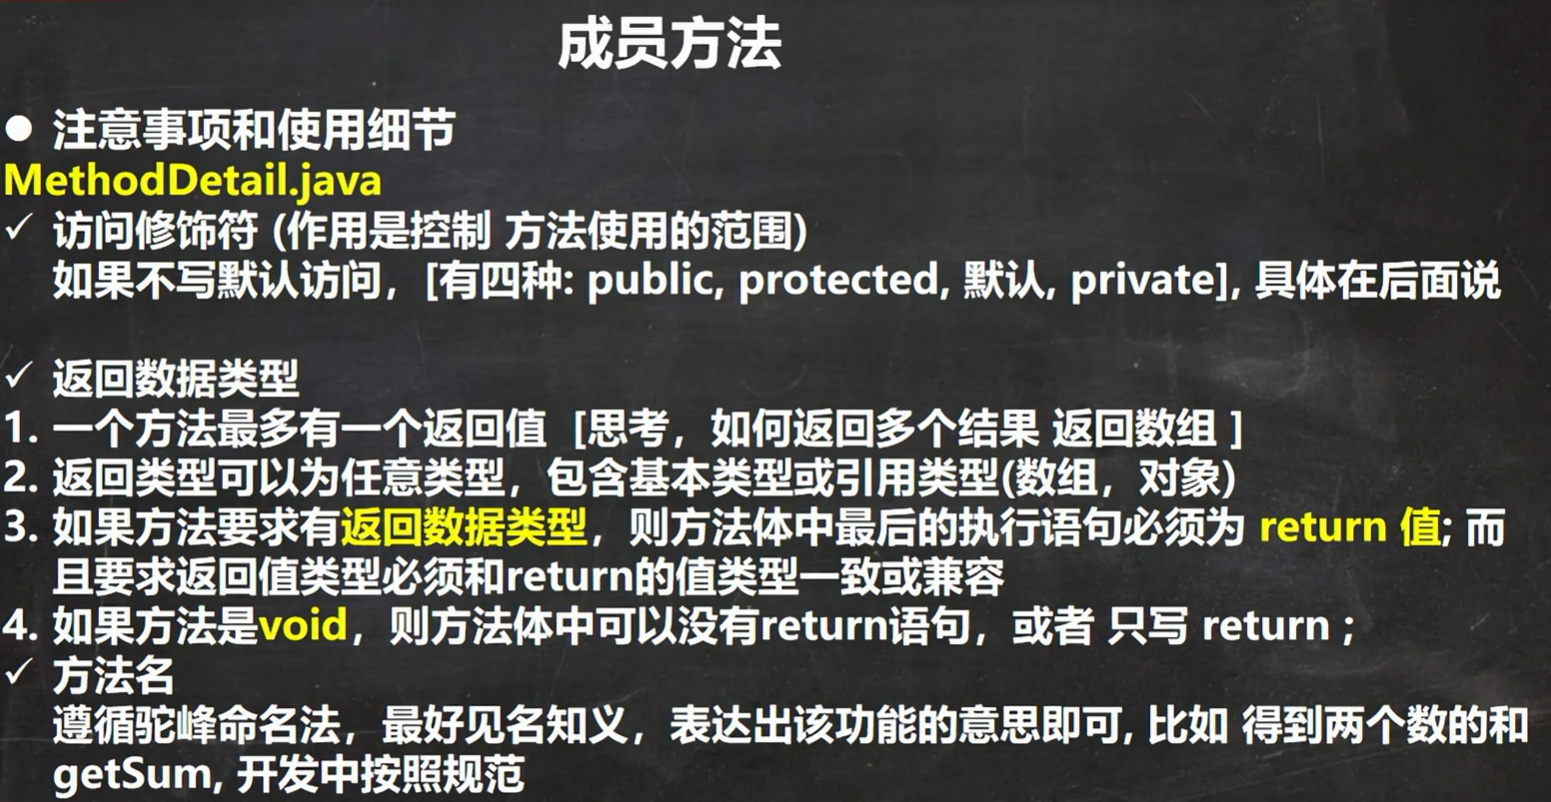 成员方法
● 注意事项和使用细节
MethodDetail.java
✓ 访问修饰符 (作用是控制 方法使用的范围)
如果不写默认访问，[有四种: public, protected, 默认, private], 具体在后面说
✓ 返回数据类型
1. 一个方法最多有一个返回值 [思考，如何返回多个结果 返回数组 ]
2. 返回类型可以为任意类型，包含基本类型或引用类型(数组，对象)
3. 如果方法要求有返回数据类型，则方法体中最后的执行语句必须为 return 值; 而
且要求返回值类型必须和return的值类型一致或兼容
4. 如果方法是void，则方法体中可以没有return语句，或者 只写 return ;
✓ 方法名
遵循驼峰命名法，最好见名知义，表达出该功能的意思即可, 比如 得到两个数的和
getSum, 开发中按照规范